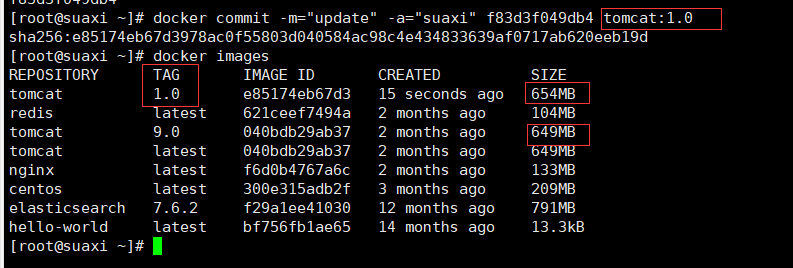 [root@suaxi ~]# docker commit -m="update" -a="suaxi" f83d3f049db4 tomcat:1.0
sha256:e85174eb67d3978ac0f55803d040584ac98c4e434833639af0717ab620eeb19d
[root@suaxi ~]# docker images
REPOSITORY TAG IMAGE ID CREATED SIZE
tomcat 1.0 e85174eb67d3 15 seconds ago 654MB
redis latest 621ceef7494a 2 months ago 104MB
tomcat 9.0 040bdb29ab37 2 months ago 649MB
tomcat latest 040bdb29ab37 2 months ago 649MB
nginx latest f6d0b4767a6c 2 months ago 133MB
centos latest 300e315adb2f 3 months ago 209MB
elasticsearch 7.6.2 f29a1ee41030 12 months ago 791MB
hello-world latest bf756fb1ae65 14 months ago 13.3kB
[root@suaxi ~]#